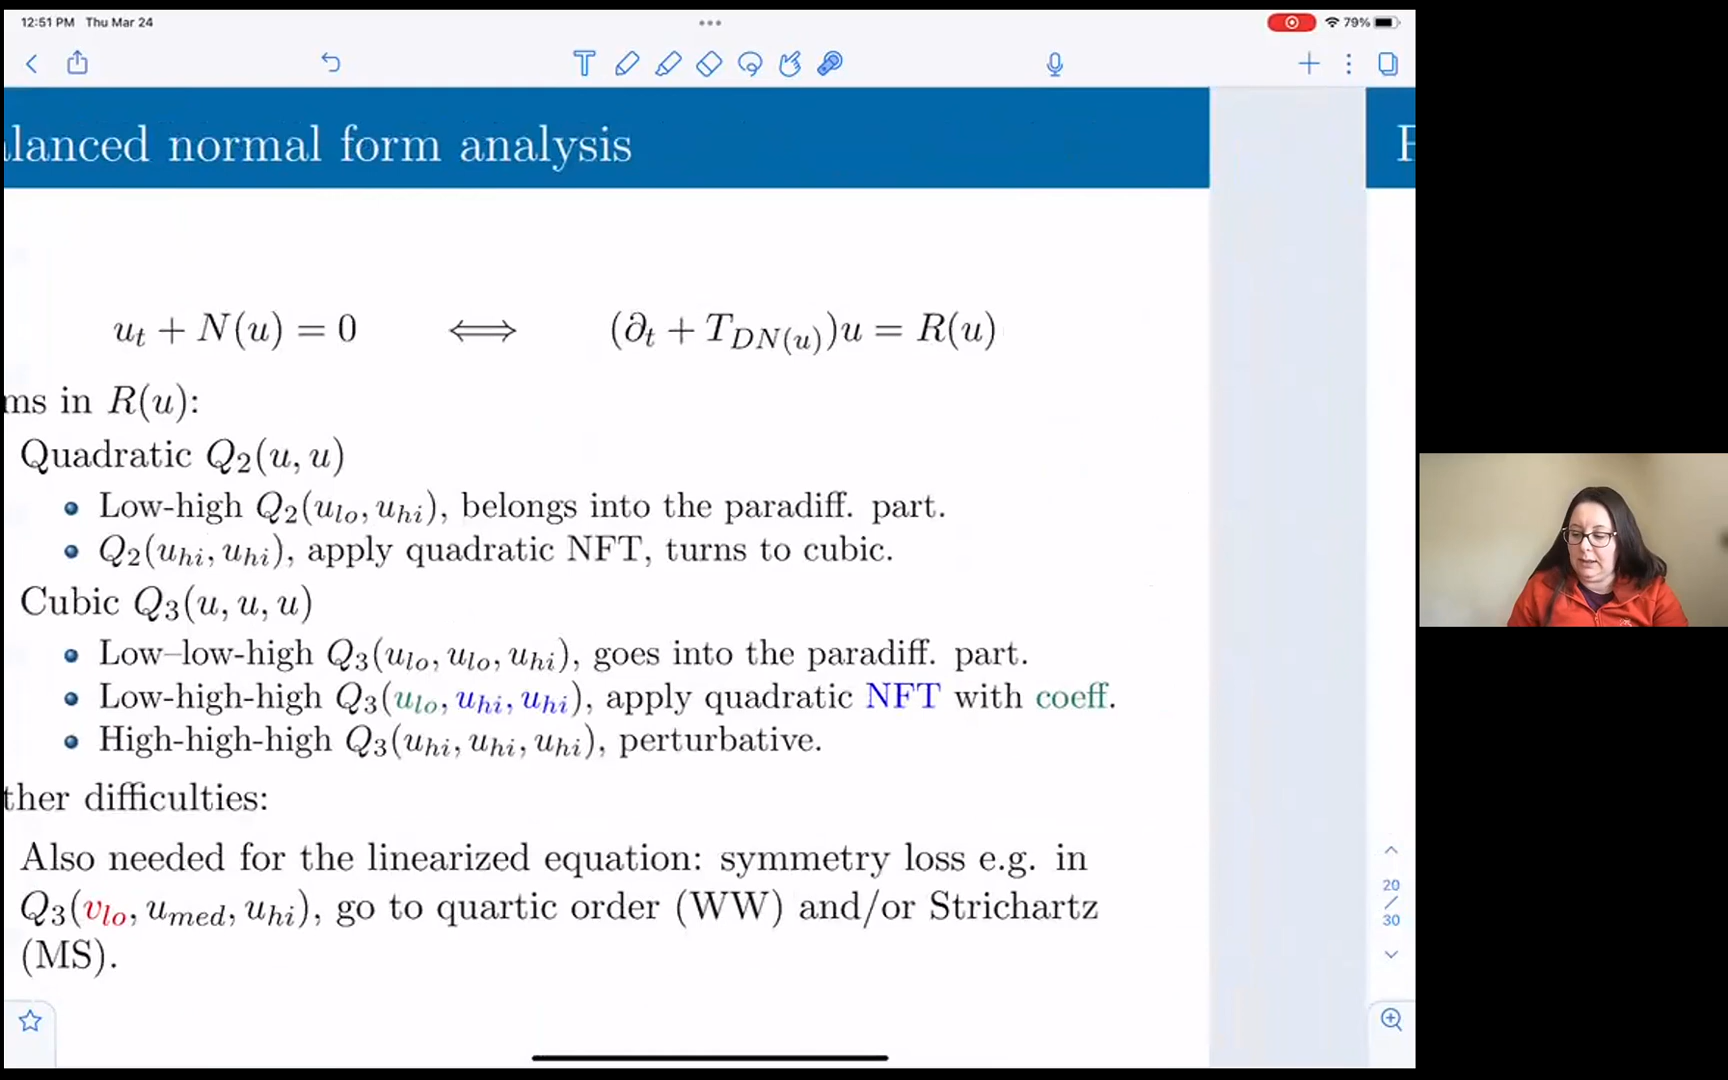 12:51 PM Thu Mar 24
79%
lanced normal form analysis
u_t + N(u) = 0 ⟺ (∂_t + T_{DN(u)})u = R(u)
ms in R(u):
Quadratic Q_2(u, u)
• Low-high Q_2(u_{lo}, u_{hi}), belongs into the paradiff. part.
• Q_2(u_{hi}, u_{hi}), apply quadratic NFT, turns to cubic.
Cubic Q_3(u, u, u)
• Low–low-high Q_3(u_{lo}, u_{lo}, u_{hi}), goes into the paradiff. part.
• Low-high-high Q_3(u_{lo}, u_{hi}, u_{hi}), apply quadratic NFT with coeff.
• High-high-high Q_3(u_{hi}, u_{hi}, u_{hi}), perturbative.
ther difficulties:
Also needed for the linearized equation: symmetry loss e.g. in
Q_3(v_{lo}, u_{med}, u_{hi}), go to quartic order (WW) and/or Strichartz
(MS).
20
/
30